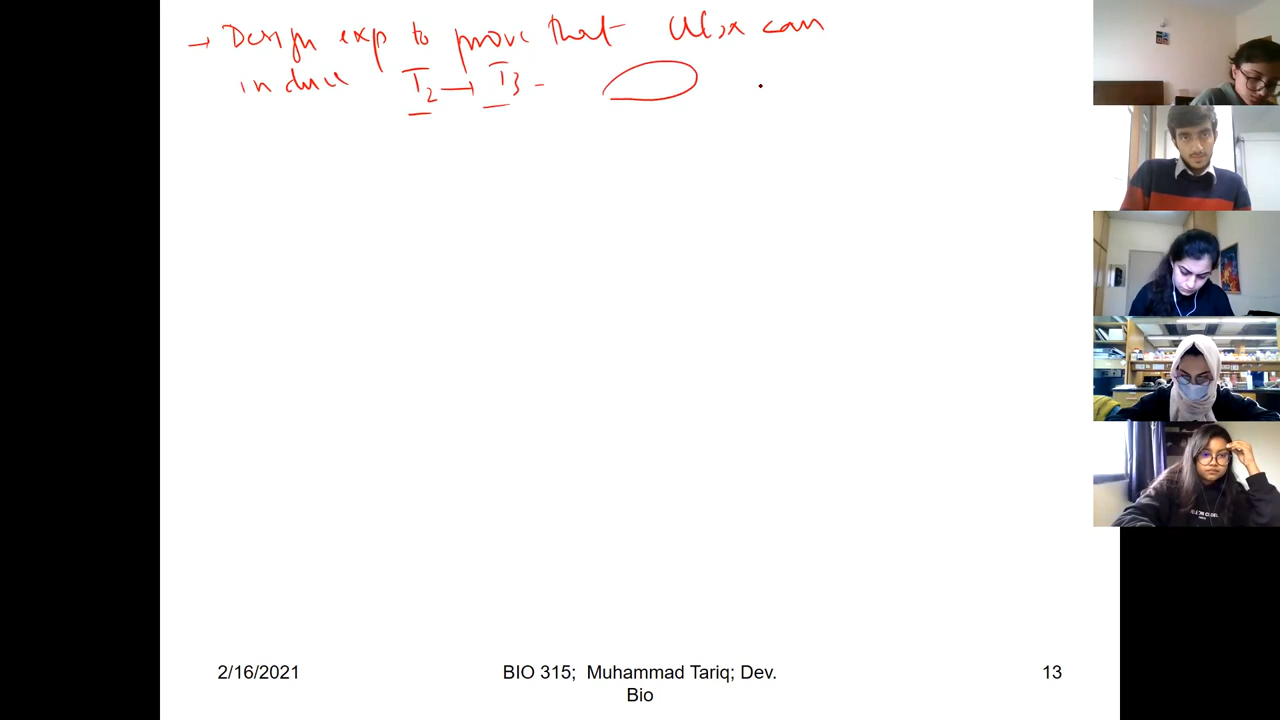 → Design exp to prove that Ubx can
induce T2 → T3 -
2/16/2021
BIO 315; Muhammad Tariq; Dev.
Bio
13